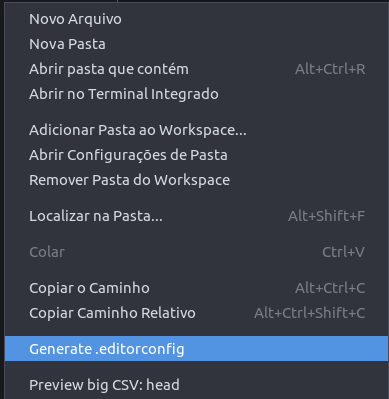 Novo Arquivo
Nova Pasta
Abrir pasta que contém Alt+Ctrl+R
Abrir no Terminal Integrado
Adicionar Pasta ao Workspace...
Abrir Configurações de Pasta
Remover Pasta do Workspace
Localizar na Pasta... Alt+Shift+F
Colar Ctrl+V
Copiar o Caminho Alt+Ctrl+C
Copiar Caminho Relativo Alt+Ctrl+Shift+C
Generate .editorconfig
Preview big CSV: head